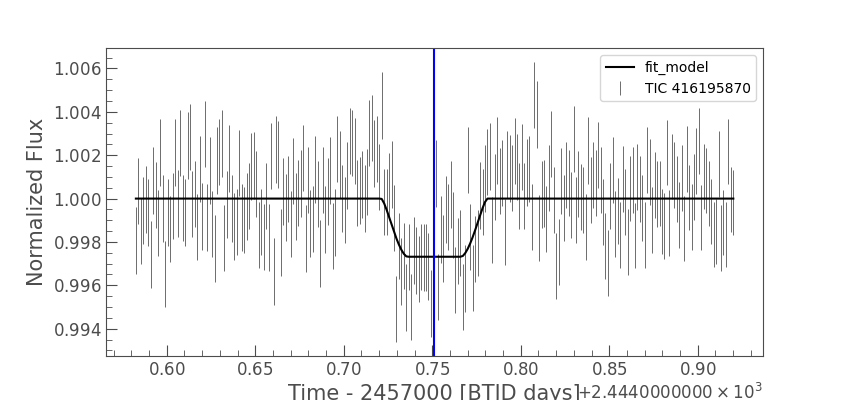 1.006
1.004
1.002
1.000
0.998
0.996
0.994
Normalized Flux
fit_model
TIC 416195870
0.60 0.65 0.70 0.75 0.80 0.85 0.90
Time - 2457000 [BTJD days]
+2.4440000000 × 10³